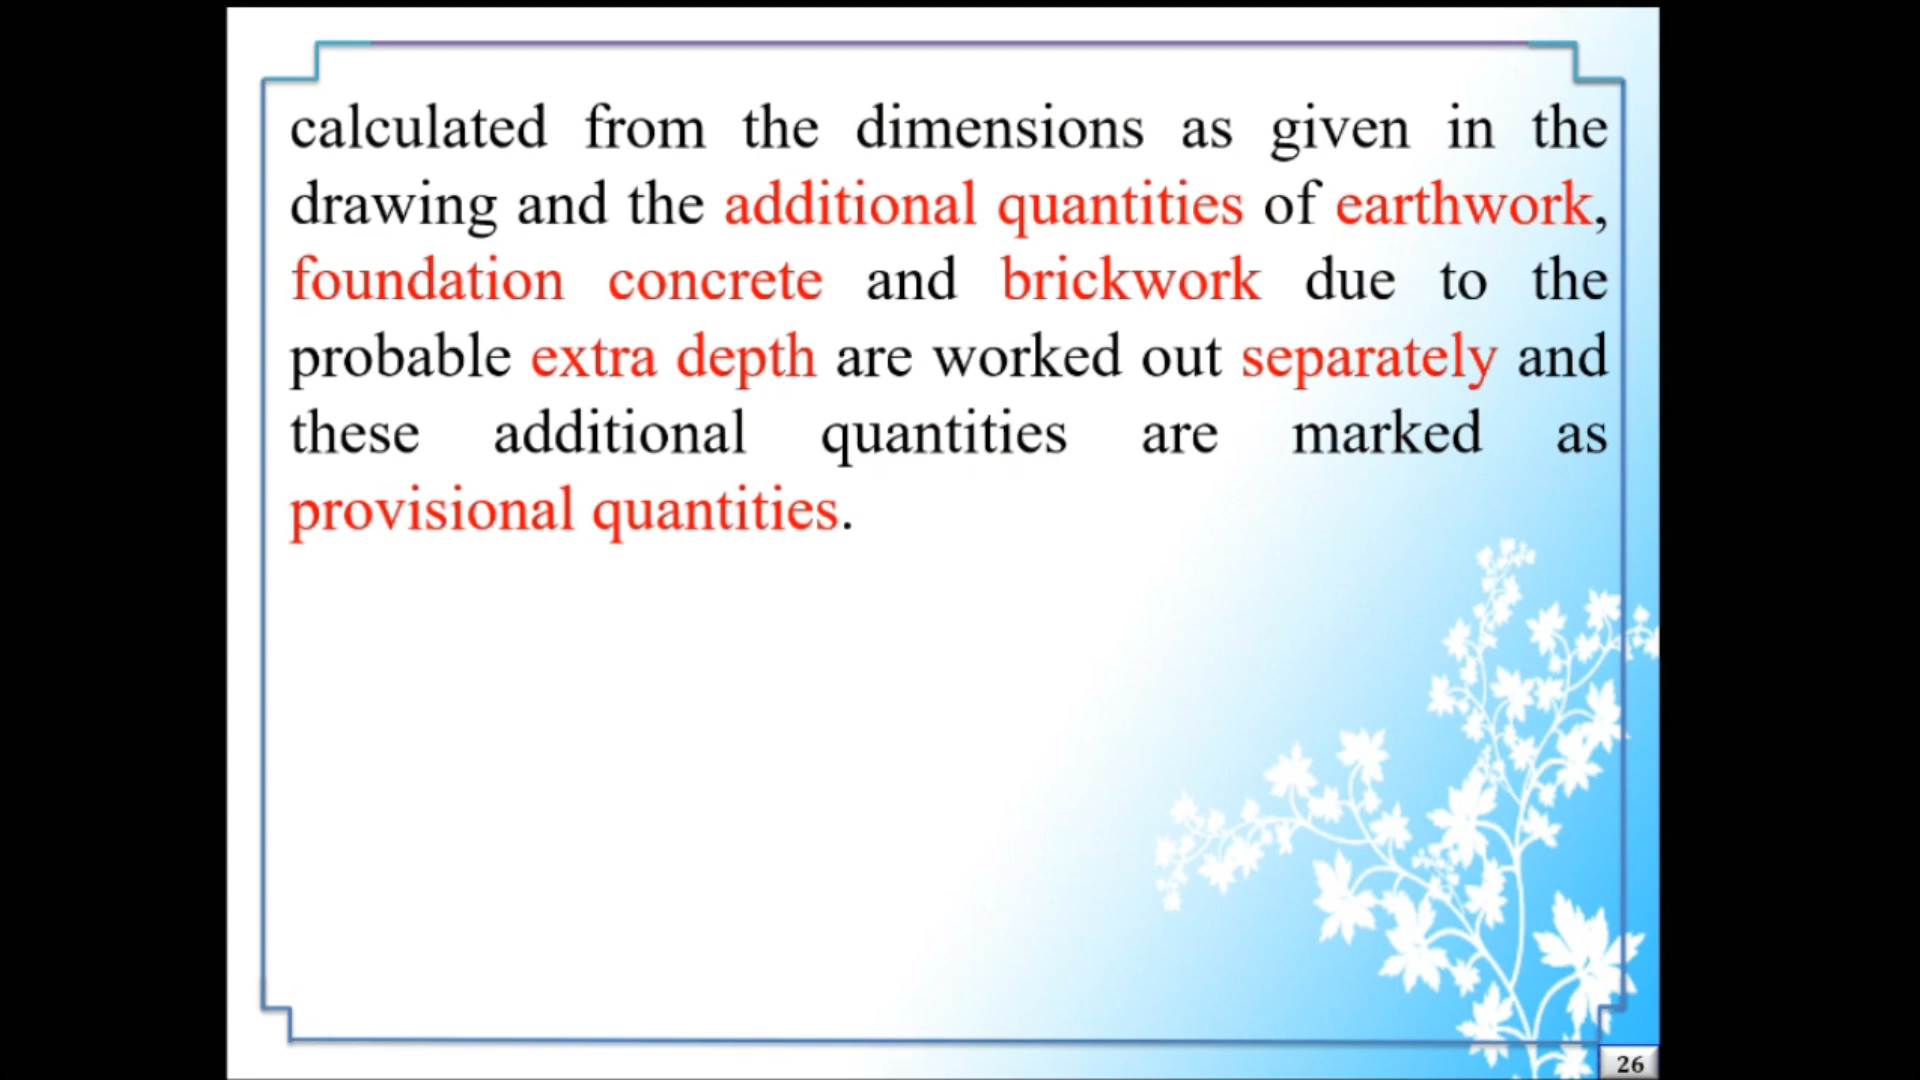 calculated from the dimensions as given in the
drawing and the additional quantities of earthwork,
foundation concrete and brickwork due to the
probable extra depth are worked out separately and
these additional quantities are marked as
provisional quantities.
26